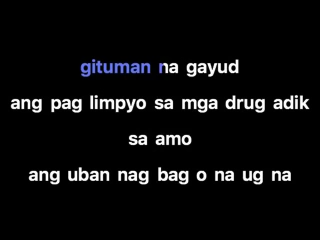 gituman na gayud
ang pag limpyo sa mga drug adik
sa amo
ang uban nag bag o na ug na